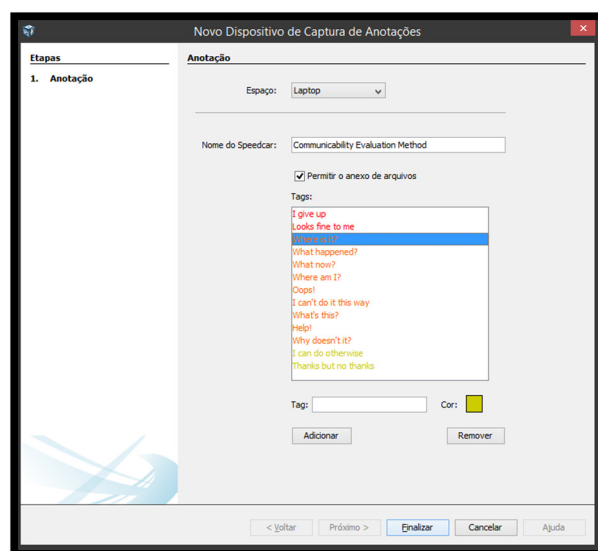 Novo Dispositivo de Captura de Anotações
Etapas
1. Anotação
Anotação
Espaço: Laptop
Nome do Speedcar: Communicability Evaluation Method
Permitir o anexo de arquivos
Tags:
I give up
Looks fine to me
Where is it?
What happened?
What now?
Where am I?
Oops!
I can't do it this way
What's this?
Help!
Why doesn't it?
I can do otherwise
Thanks but no thanks
Tag: Cor:
Adicionar Remover
< Voltar Próximo > Finalizar Cancelar Ajuda